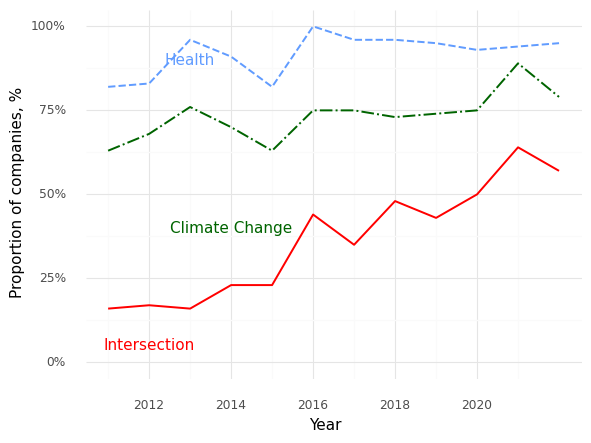 100%
Health
75%
Proportion of companies, %
50%
Climate Change
25%
Intersection
0%
2012 2014 2016 2018 2020
Year